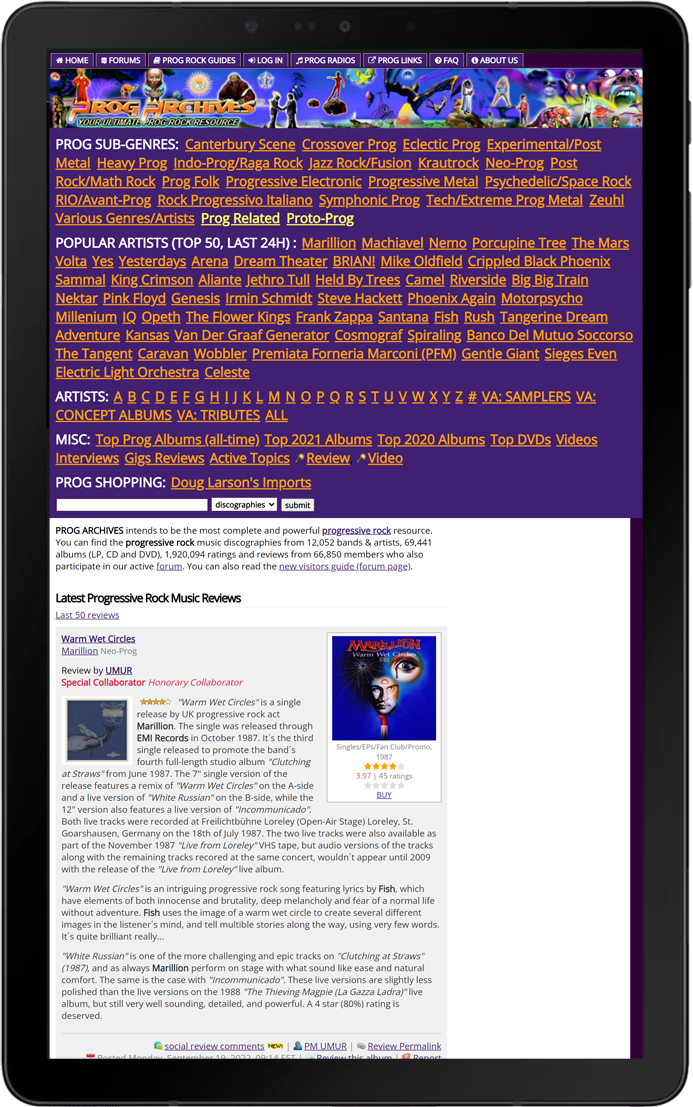 HOME FORUMS PROG ROCK GUIDES LOG IN PROG RADIOS PROG LINKS FAQ ABOUT US
PROG ARCHIVES
YOUR ULTIMATE PROG ROCK RESOURCE
PROG SUB-GENRES: Canterbury Scene Crossover Prog Eclectic Prog Experimental/Post
Metal Heavy Prog Indo-Prog/Raga Rock Jazz Rock/Fusion Krautrock Neo-Prog Post
Rock/Math Rock Prog Folk Progressive Electronic Progressive Metal Psychedelic/Space Rock
RIO/Avant-Prog Rock Progressivo Italiano Symphonic Prog Tech/Extreme Prog Metal Zeuhl
Various Genres/Artists Prog Related Proto-Prog
POPULAR ARTISTS (TOP 50, LAST 24H) : Marillion Machiavel Nemo Porcupine Tree The Mars
Volta Yes Yesterdays Arena Dream Theater BRIAN! Mike Oldfield Crippled Black Phoenix
Sammal King Crimson Aliante Jethro Tull Held By Trees Camel Riverside Big Big Train
Nektar Pink Floyd Genesis Irmin Schmidt Steve Hackett Phoenix Again Motorpsycho
Millenium IQ Opeth The Flower Kings Frank Zappa Santana Fish Rush Tangerine Dream
Adventure Kansas Van Der Graaf Generator Cosmograf Spiraling Banco Del Mutuo Soccorso
The Tangent Caravan Wobbler Premiata Forneria Marconi (PFM) Gentle Giant Sieges Even
Electric Light Orchestra Celeste
ARTISTS: A B C D E F G H I J K L M N O P Q R S T U V W X Y Z # VA: SAMPLERS VA:
CONCEPT ALBUMS VA: TRIBUTES ALL
MISC: Top Prog Albums (all-time) Top 2021 Albums Top 2020 Albums Top DVDs Videos
Interviews Gigs Reviews Active Topics Review Video
PROG SHOPPING: Doug Larson's Imports
discographies submit
PROG ARCHIVES intends to be the most complete and powerful progressive rock resource.
You can find the progressive rock music discographies from 12,052 bands & artists, 69,441
albums (LP, CD and DVD), 1,920,094 ratings and reviews from 66,850 members who also
participate in our active forum. You can also read the new visitors guide (forum page).
Latest Progressive Rock Music Reviews
Last 50 reviews
Warm Wet Circles
Marillion Neo-Prog
Review by UMUR
Special Collaborator Honorary Collaborator
MARILLION
Warm Wet Circles
Singles/EPs/Fan Club/Promo,
1987
3.97 | 45 ratings
BUY
"Warm Wet Circles" is a single
release by UK progressive rock act
Marillion. The single was released through
EMI Records in October 1987. It´s the third
single released to promote the band´s
fourth full-length studio album "Clutching
at Straws" from June 1987. The 7" single version of the
release features a remix of "Warm Wet Circles" on the A-side
and a live version of "White Russian" on the B-side, while the
12" version also features a live version of "Incommunicado".
Both live tracks were recorded at Freilichtbühne Loreley (Open-Air Stage) Loreley, St.
Goarshausen, Germany on the 18th of July 1987. The two live tracks were also available as
part of the November 1987 "Live from Loreley" VHS tape, but audio versions of the tracks
along with the remaining tracks recored at the same concert, wouldn´t appear until 2009
with the release of the "Live from Loreley" live album.
"Warm Wet Circles" is an intriguing progressive rock song featuring lyrics by Fish, which
have elements of both innocense and brutality, deep melancholy and fear of a normal life
without adventure. Fish uses the image of a warm wet circle to create several different
images in the listener´s mind, and tell multible stories along the way, using very few words.
It´s quite brilliant really...
"White Russian" is one of the more challenging and epic tracks on "Clutching at Straws"
(1987), and as always Marillion perform on stage with what sound like ease and natural
comfort. The same is the case with "Incommunicado". These live versions are slightly less
polished than the live versions on the 1988 "The Thieving Magpie (La Gazza Ladra)" live
album, but still very well sounding, detailed, and powerful. A 4 star (80%) rating is
deserved.
social review comments NEW! | PM UMUR | Review Permalink
Posted Monday, September 19, 2022, 09:14 EST | Review this album | Report